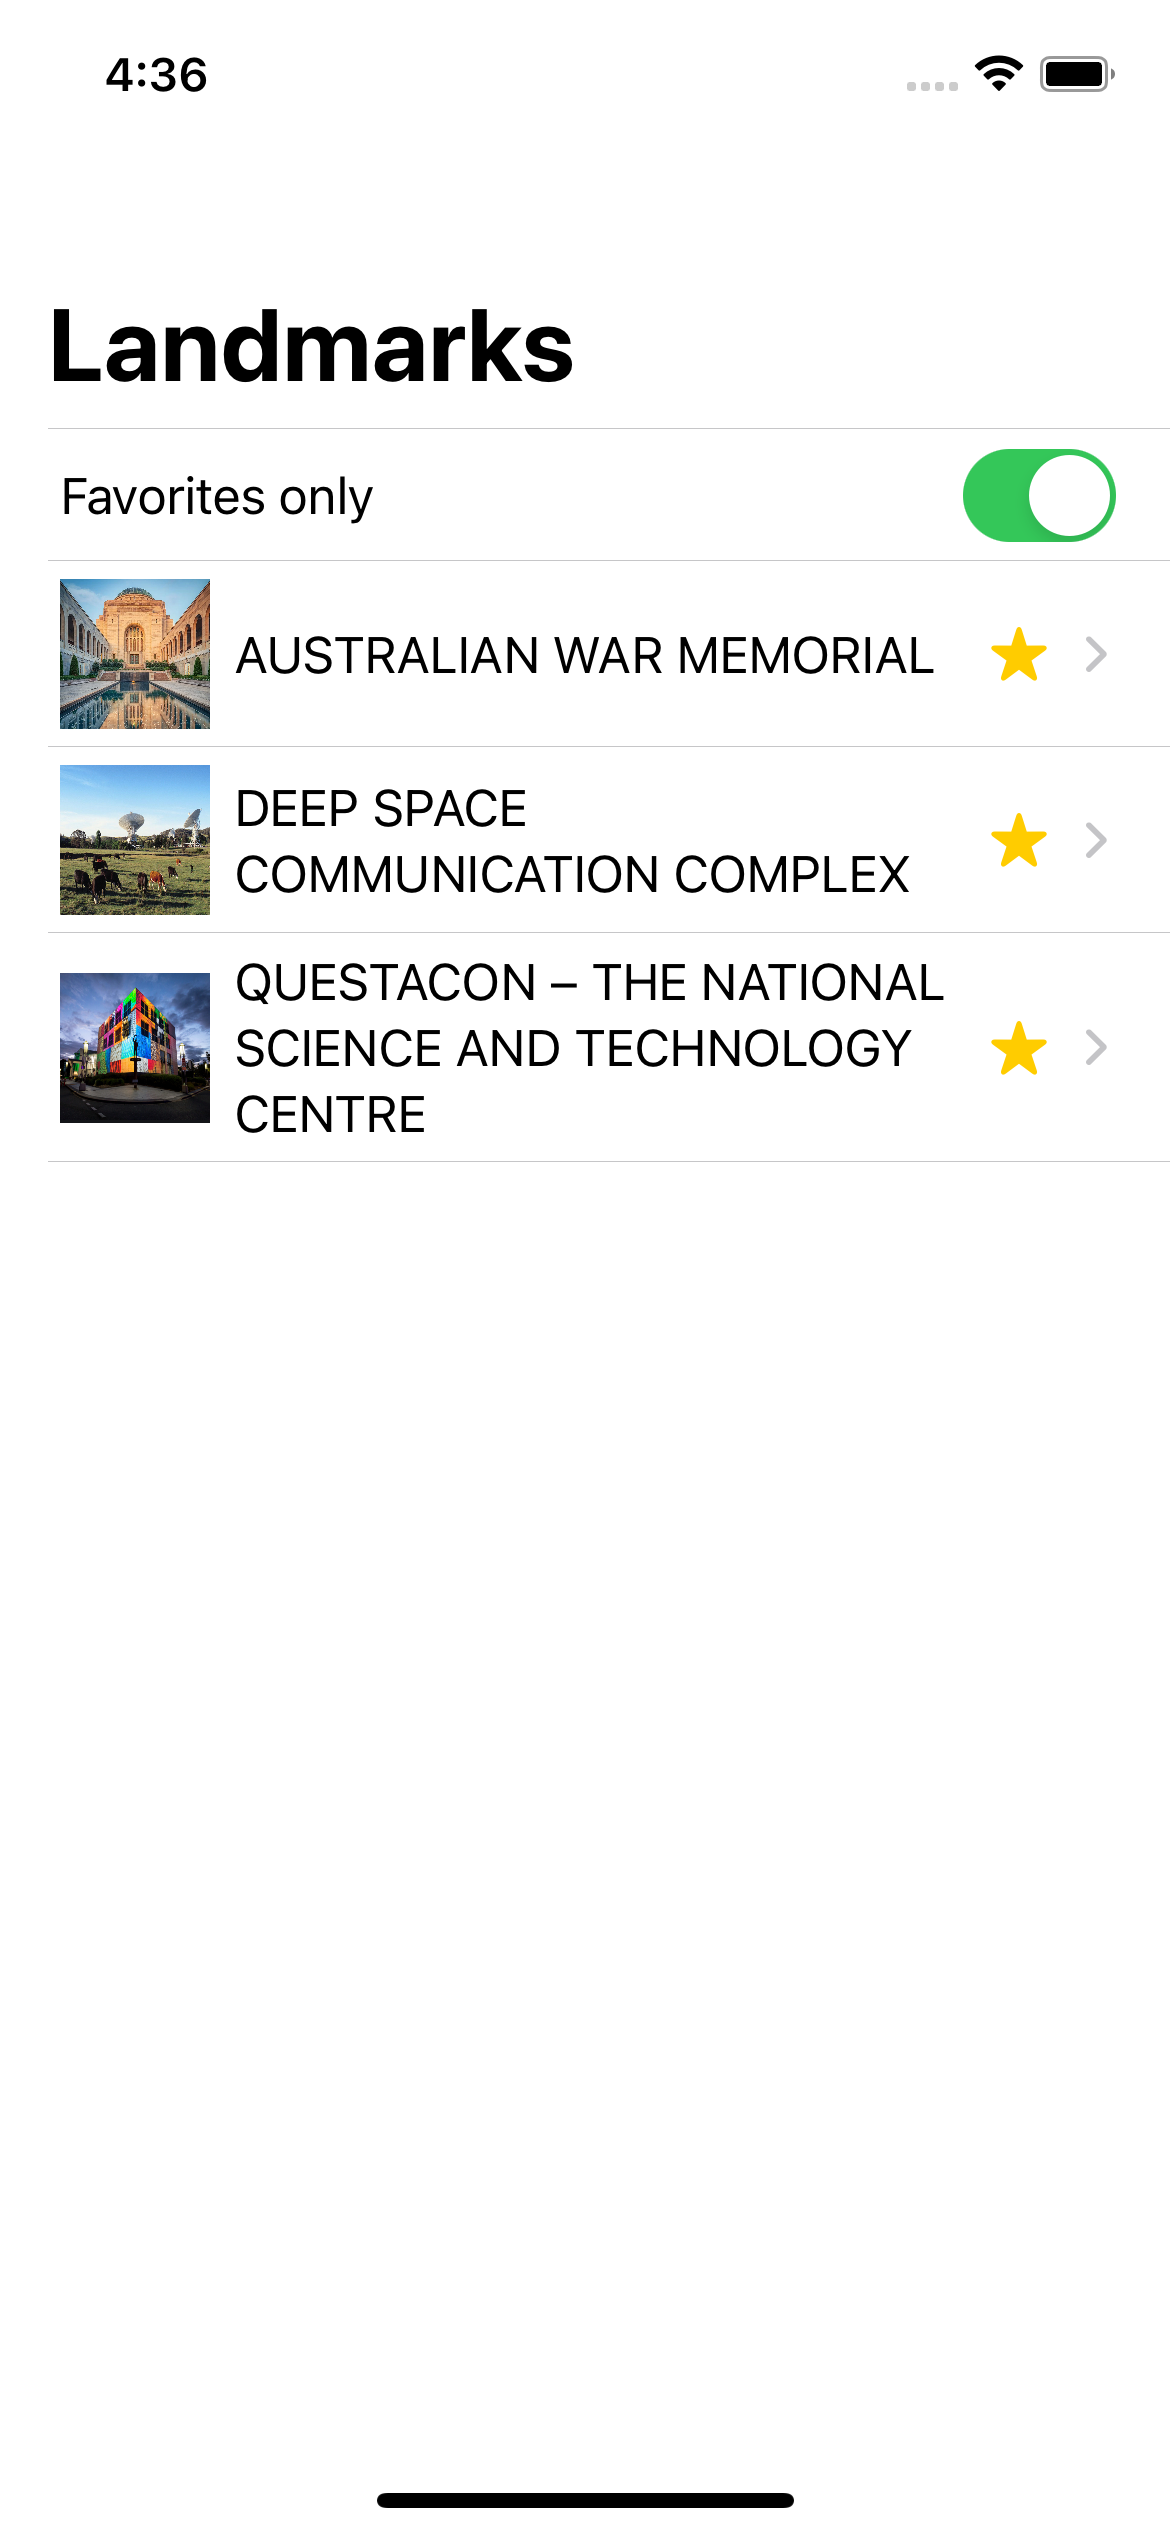 4:36
Landmarks
Favorites only
AUSTRALIAN WAR MEMORIAL
DEEP SPACE
COMMUNICATION COMPLEX
QUESTACON – THE NATIONAL
SCIENCE AND TECHNOLOGY
CENTRE